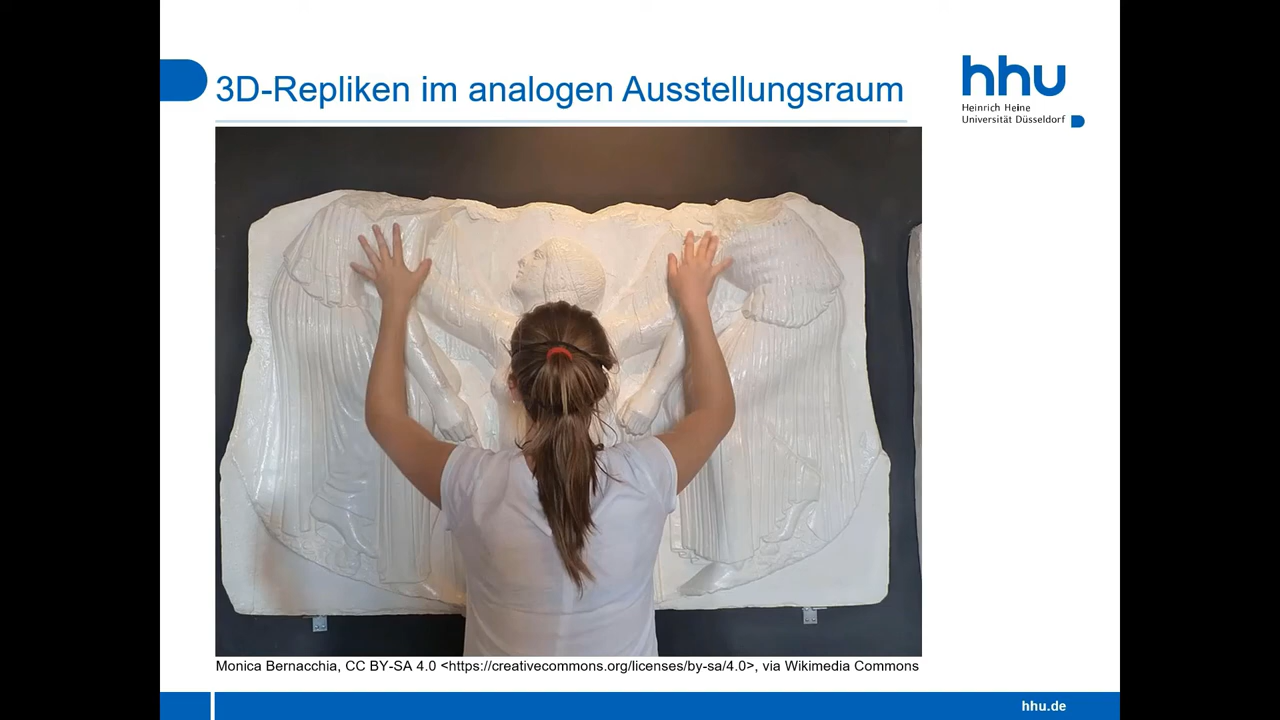 3D-Repliken im analogen Ausstellungsraum
hhu
Heinrich Heine
Universität Düsseldorf
Monica Bernacchia, CC BY-SA 4.0 <https://creativecommons.org/licenses/by-sa/4.0>, via Wikimedia Commons
hhu.de